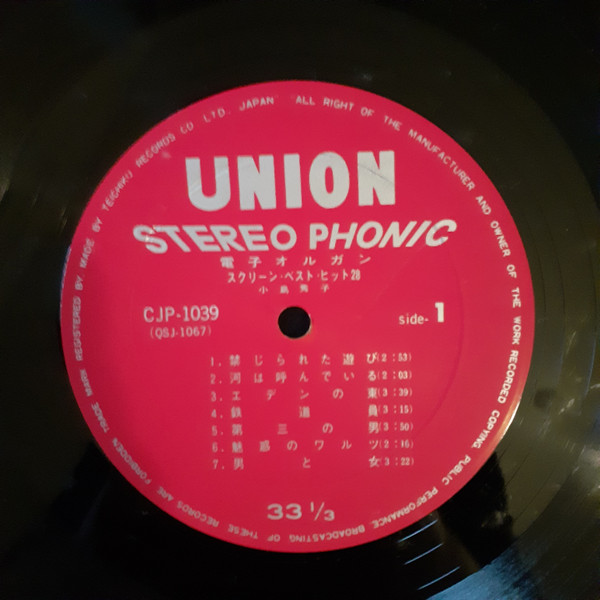 TRADE MARK REGISTERED BY MADE BY TEICHIKU RECORDS CO LTD. JAPAN ALL RIGHT OF THE MANUFACTURER AND OWNER OF THE WORK RECORDED COPYING, PUBLIC PERFORMANCE BROADCASTING OF THESE RECORDS ARE FORBIDDEN
UNION
STEREO PHONIC
電子オルガン
スクリーン・ベスト・ヒット28
小島秀子
CJP-1039
(QSJ-1067)
side-1
1. 禁じられた遊び(2:53)
2. 河は呼んでいる(2:03)
3. エデンの東(3:39)
4. 鉄道員(3:15)
5. 第三の男(3:50)
6. 魅惑のワルツ(2:16)
7. 男と女(3:22)
33 1/3